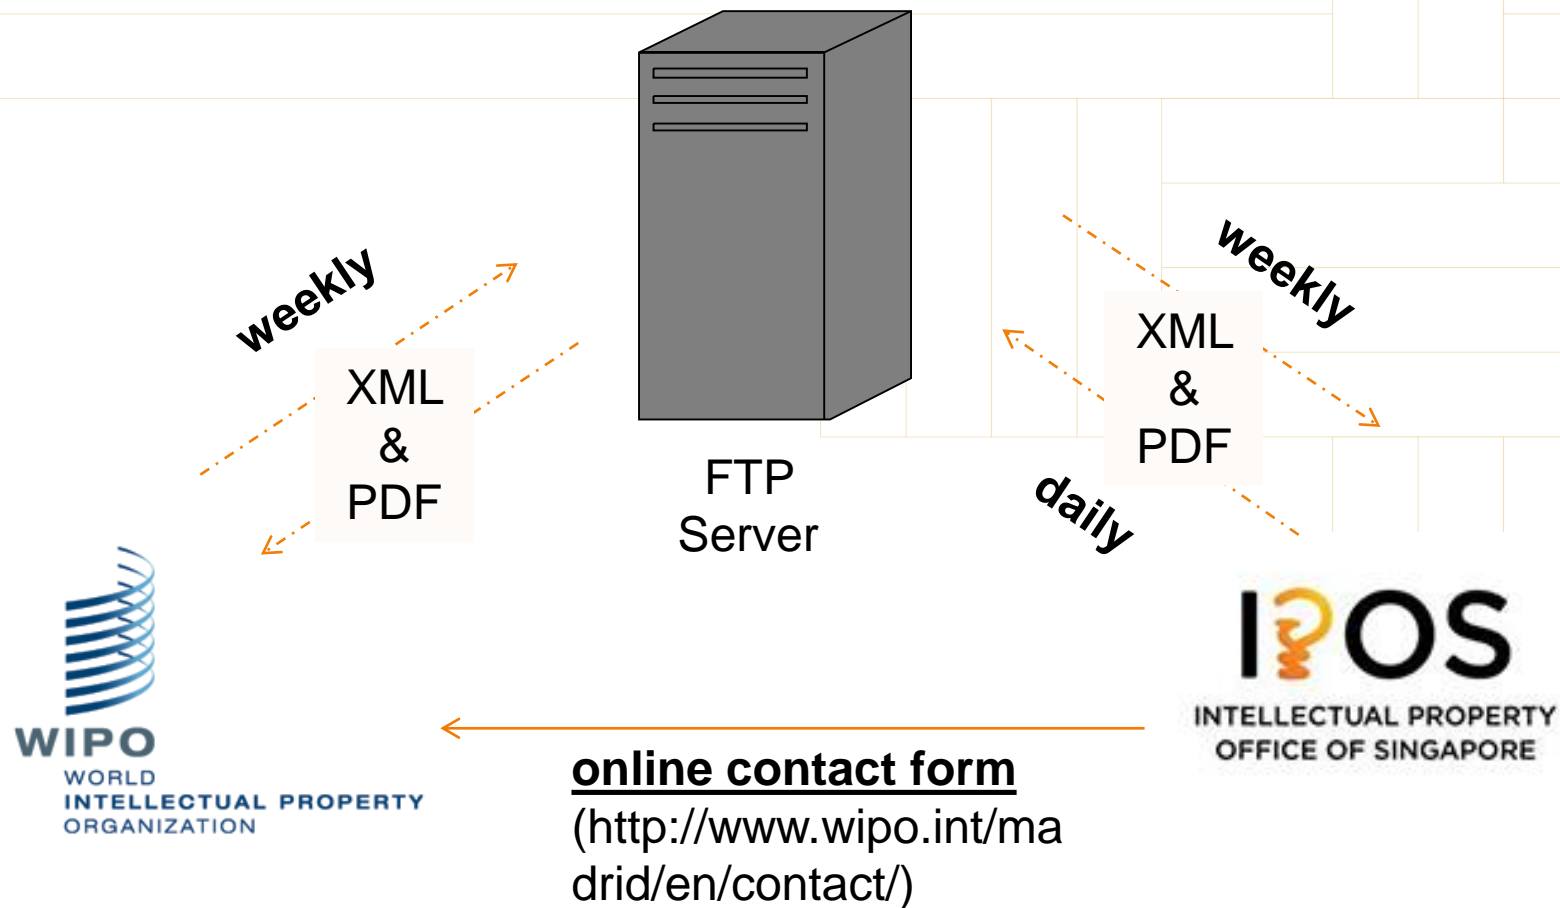 weekly
XML
&
PDF
FTP
Server
weekly
XML
&
PDF
daily
WIPO
WORLD
INTELLECTUAL PROPERTY
ORGANIZATION
IPOS
INTELLECTUAL PROPERTY
OFFICE OF SINGAPORE
online contact form
(http://www.wipo.int/ma
drid/en/contact/)